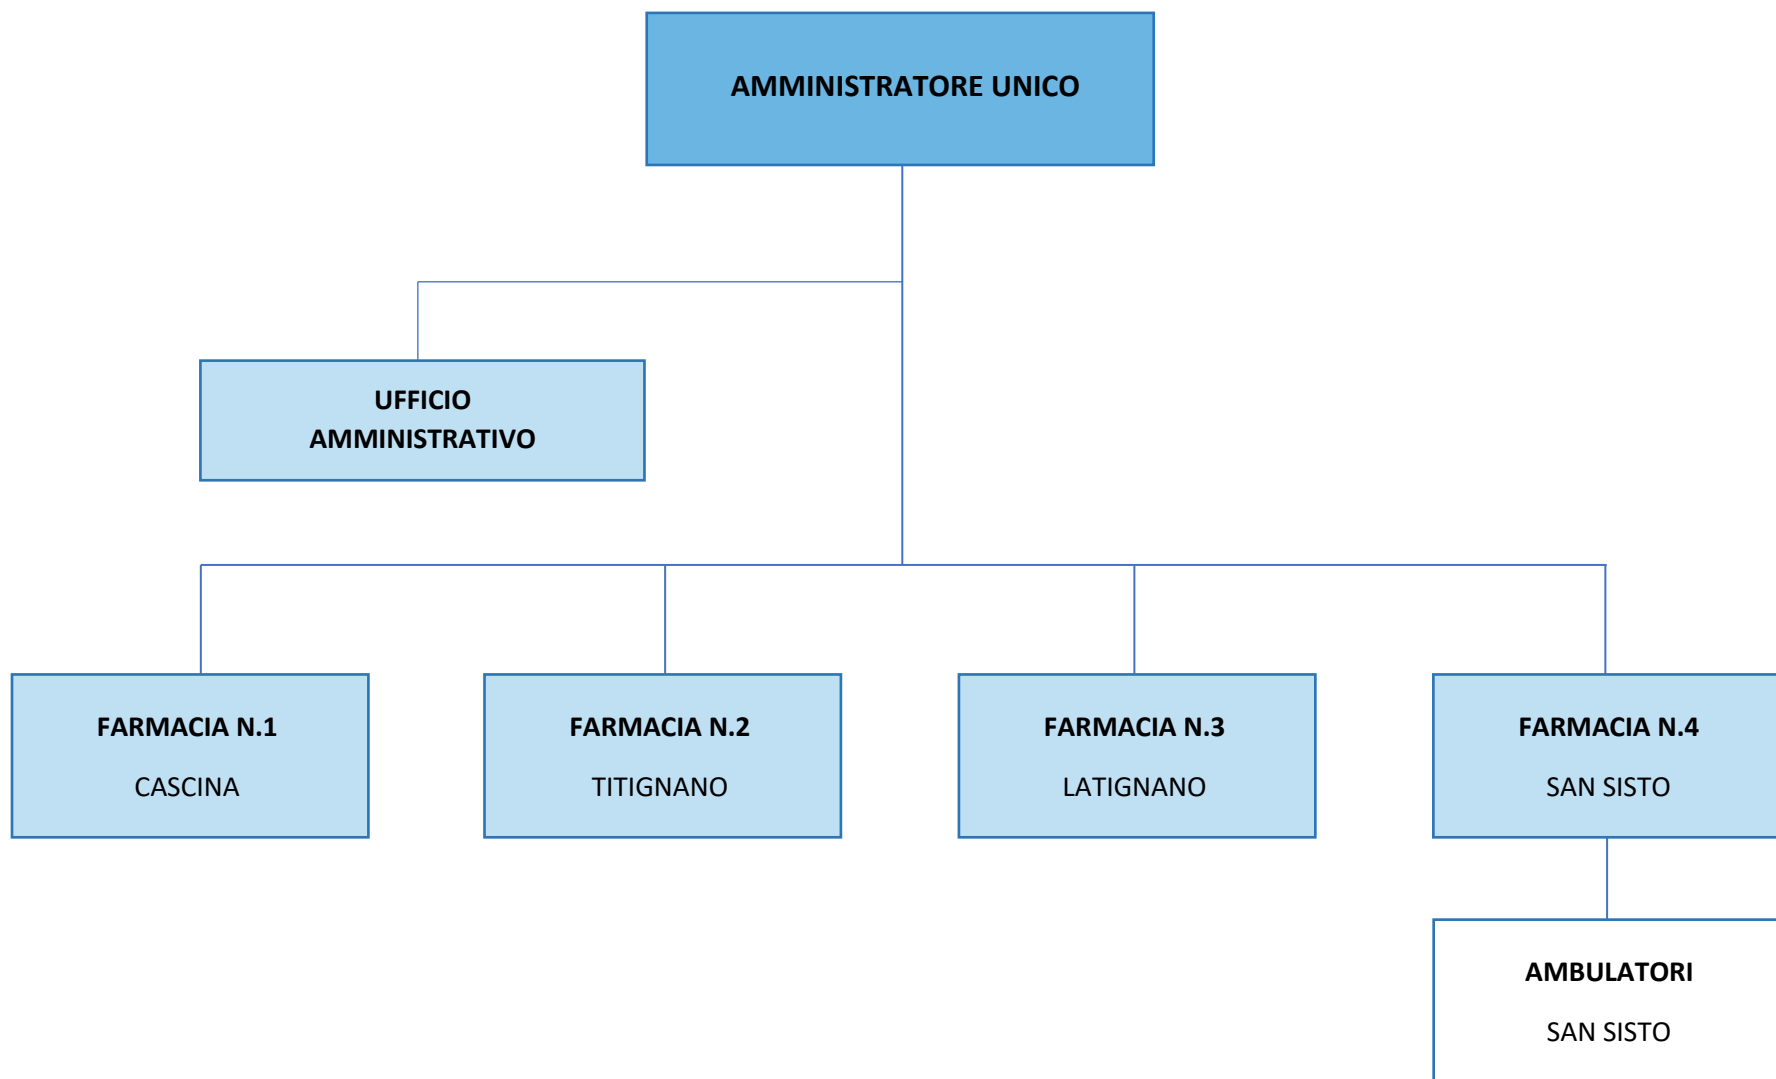 AMMINISTRATORE UNICO
UFFICIO
AMMINISTRATIVO
FARMACIA N.1
CASCINA
FARMACIA N.2
TITIGNANO
FARMACIA N.3
LATIGNANO
FARMACIA N.4
SAN SISTO
AMBULATORI
SAN SISTO